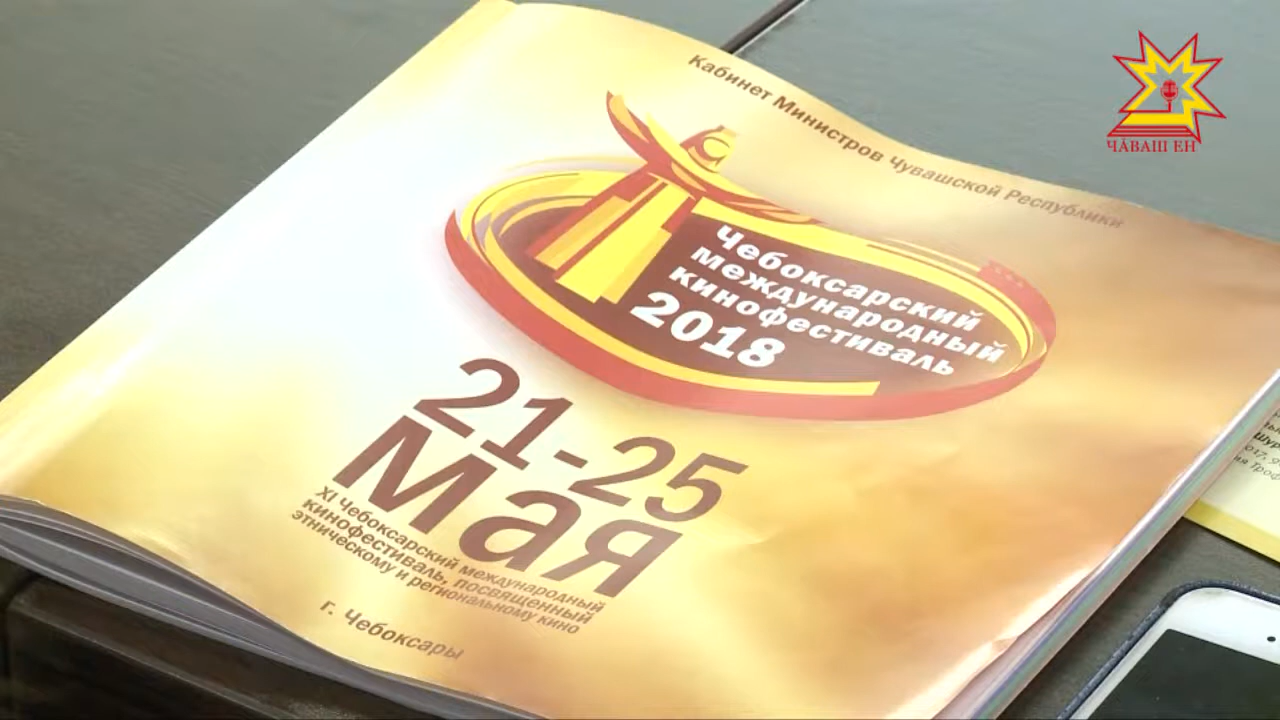 Кабинет Министров Чувашской Республики
ЧӐВАШ ЕН
Чебоксарский
международный
кинофестиваль
2018
21-25
мая
XI Чебоксарский международный
кинофестиваль, посвященный
этническому и региональному кино
г. Чебоксары